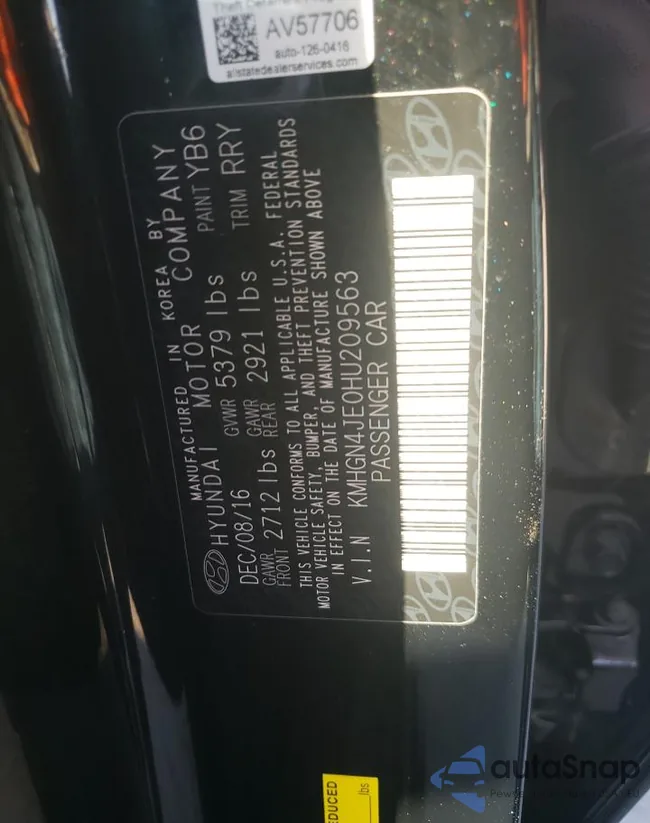 AV57706
auto-126-0416
allstatedealerservices.com
MANUFACTURED IN KOREA BY
HYUNDAI MOTOR COMPANY
DEC/08/16 GVWR 5379 lbs PAINT YB6
GAWR FRONT 2712 lbs GAWR REAR 2921 lbs TRIM RRY
THIS VEHICLE CONFORMS TO ALL APPLICABLE U.S.A. FEDERAL
MOTOR VEHICLE SAFETY, BUMPER, AND THEFT PREVENTION STANDARDS
IN EFFECT ON THE DATE OF MANUFACTURE SHOWN ABOVE
V.I.N KMHGN4JE0HU209563
PASSENGER CAR
EDUCED
lbs
autoSnap